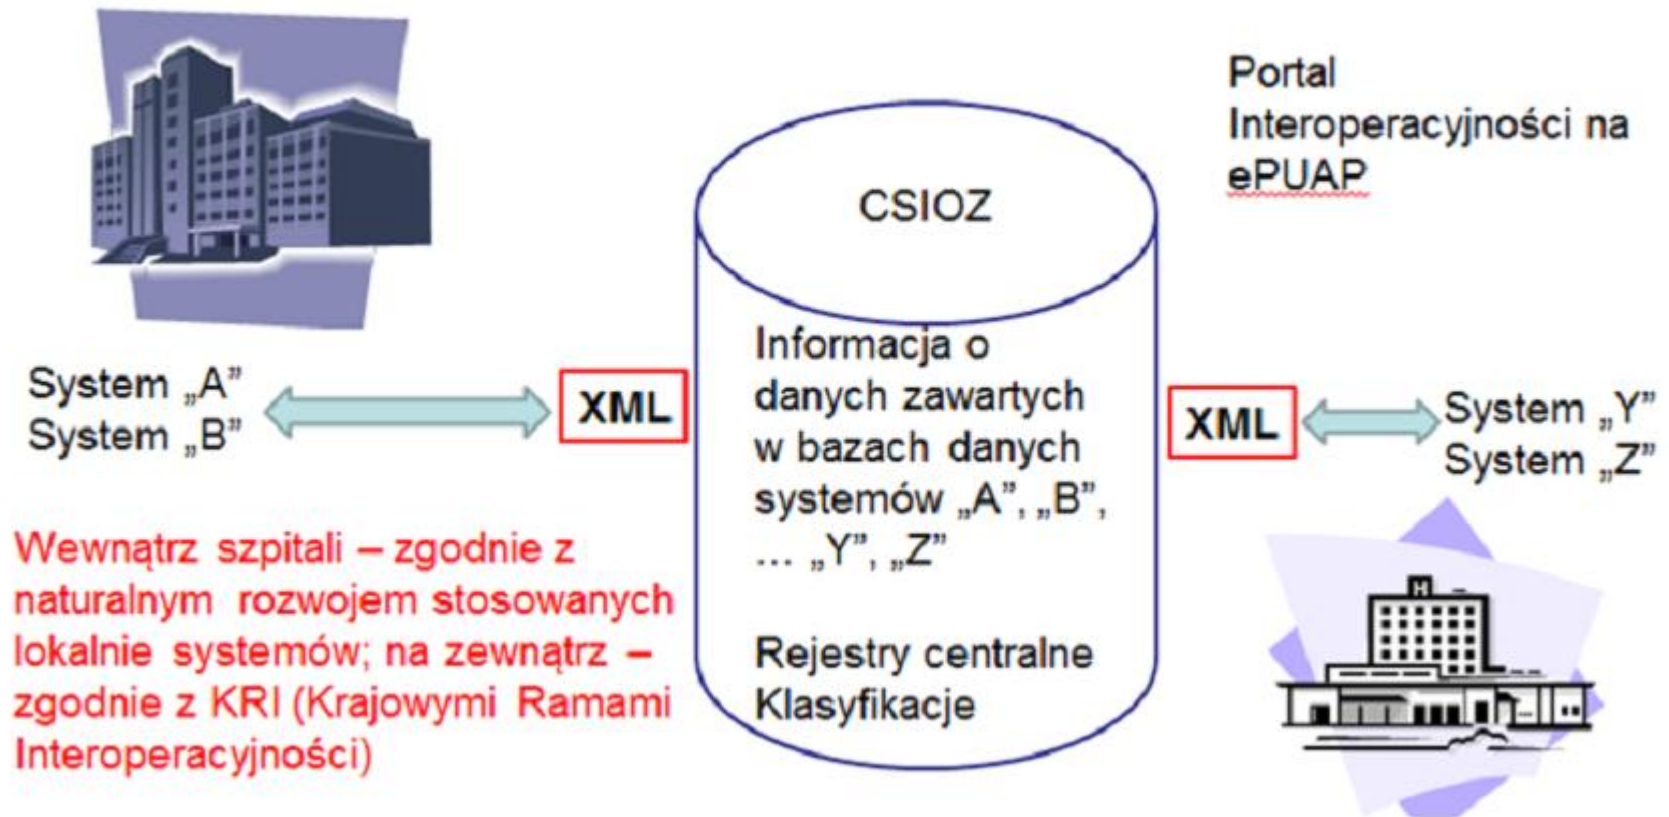 Portal
Interoperacyjności na
ePUAP
CSIOZ
System „A”
System „B”
XML
Informacja o
danych zawartych
w bazach danych
systemów „A”, „B”,
... „Y”, „Z”
Rejestry centralne
Klasyfikacje
XML
System „Y”
System „Z”
Wewnątrz szpitali – zgodnie z
naturalnym rozwojem stosowanych
lokalnie systemów; na zewnątrz –
zgodnie z KRI (Krajowymi Ramami
Interoperacyjności)
H